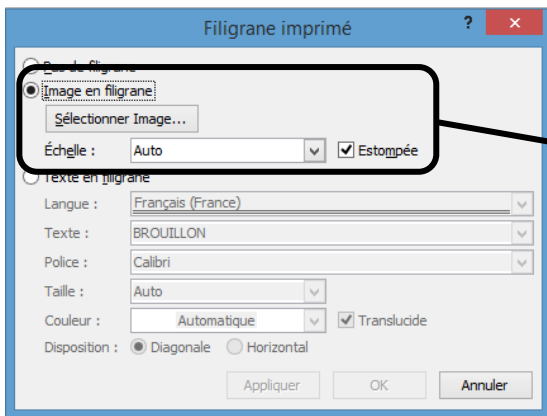 Filigrane imprimé ?
Pas de filigrane
Image en filigrane
Sélectionner Image...
Échelle : Auto Estompée
Texte en filigrane
Langue : Français (France)
Texte : BROUILLON
Police : Calibri
Taille : Auto
Couleur : Automatique Translucide
Disposition : Diagonale Horizontal
Appliquer OK Annuler